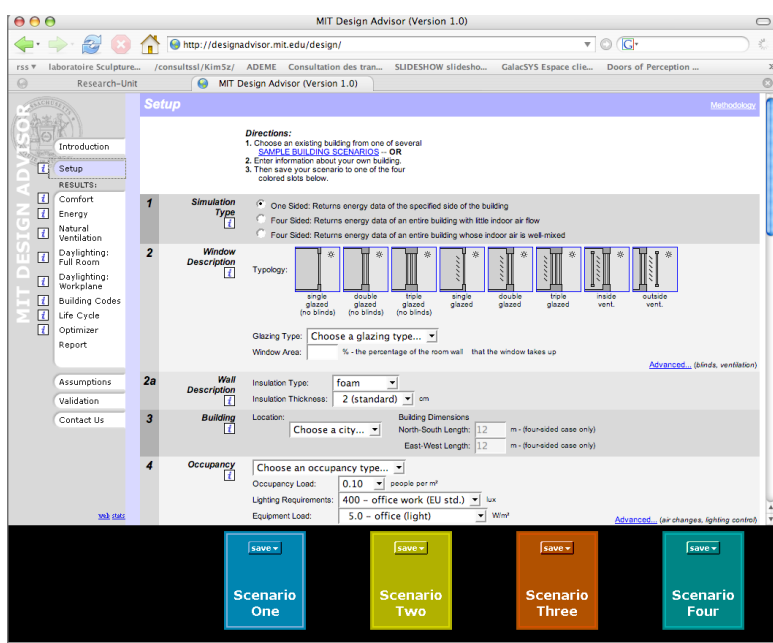 MIT Design Advisor (Version 1.0)
http://designadvisor.mit.edu/design/
rss ▾ laboratoire Sculpture... /consultssl/Kim5z/ ADEME Consultation des tran... SLIDESHOW slidesho... GalacSYS Espace clie... Doors of Perception ...
Research-Unit
MIT Design Advisor (Version 1.0)
MIT DESIGN ADVISOR
Introduction
Setup
RESULTS:
Comfort
Energy
Natural
Ventilation
Daylighting:
Full Room
Daylighting:
Workplane
Building Codes
Life Cycle
Optimizer
Report
Assumptions
Validation
Contact Us
web stats
Setup
Methodology
Directions:
1. Choose an existing building from one of several
SAMPLE BUILDING SCENARIOS -- OR
2. Enter information about your own building.
3. Then save your scenario to one of the four
colored slots below.
1 Simulation
Type
i
One Sided: Returns energy data of the specified side of the building
Four Sided: Returns energy data of an entire building with little indoor air flow
Four Sided: Returns energy data of an entire building whose indoor air is well-mixed
2 Window
Description
i
Typology:
single
glazed
(no blinds)
double
glazed
(no blinds)
triple
glazed
(no blinds)
single
glazed
double
glazed
triple
glazed
inside
vent.
outside
vent.
Glazing Type: Choose a glazing type...
Window Area: % - the percentage of the room wall that the window takes up
Advanced... (blinds, ventilation)
2a Wall
Description
i
Insulation Type: foam
Insulation Thickness: 2 (standard) cm
3 Building
i
Location:
Choose a city...
Building Dimensions
North-South Length: 12 m - (four-sided case only)
East-West Length: 12 m - (four-sided case only)
4 Occupancy
i
Choose an occupancy type...
Occupancy Load: 0.10 people per m²
Lighting Requirements: 400 – office work (EU std.) lux
Equipment Load: 5.0 – office (light) W/m²
Advanced... (air changes, lighting control)
save
Scenario
One
save
Scenario
Two
save
Scenario
Three
save
Scenario
Four